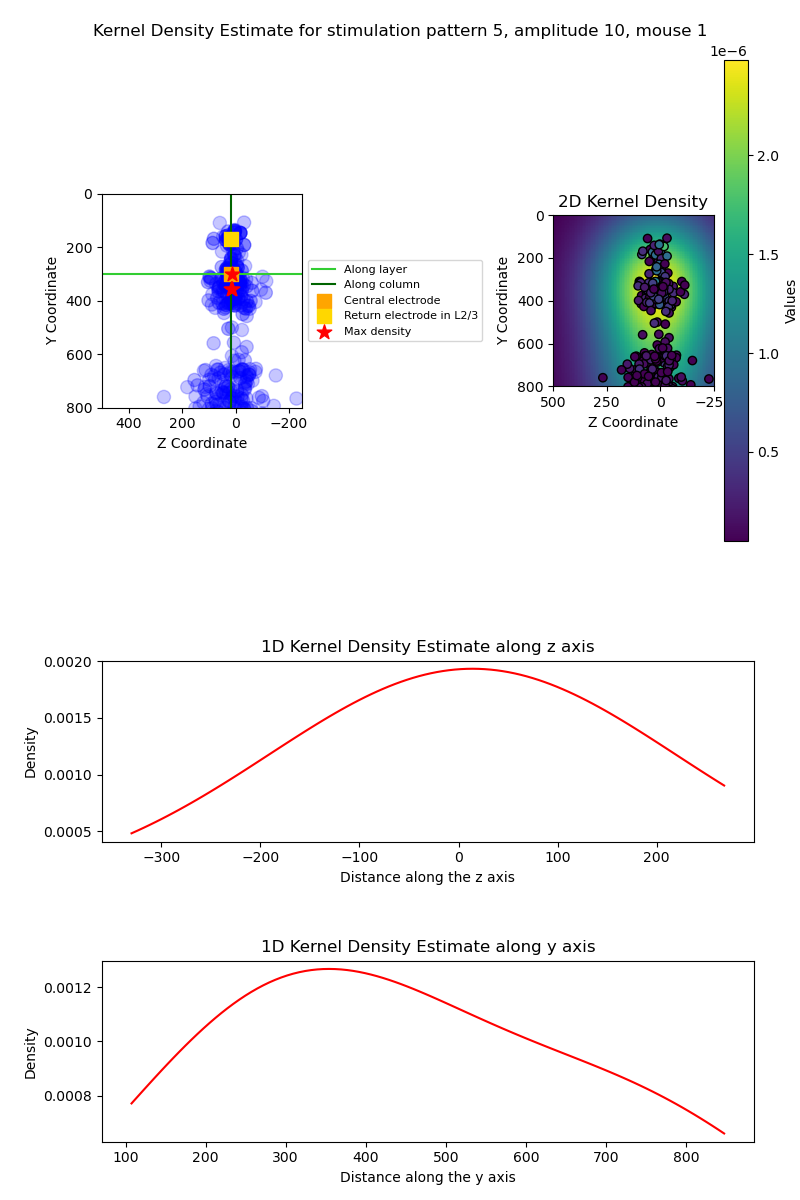 Kernel Density Estimate for stimulation pattern 5, amplitude 10, mouse 1
1e−6
0
200
400
600
800
Y Coordinate
400
200
0
−200
Z Coordinate
Along layer
Along column
Central electrode
Return electrode in L2/3
Max density
2D Kernel Density
0
200
400
600
800
Y Coordinate
500
250
0
−25
Z Coordinate
2.0
1.5
1.0
0.5
Values
1D Kernel Density Estimate along z axis
0.0020
0.0015
0.0010
0.0005
Density
−300
−200
−100
0
100
200
Distance along the z axis
1D Kernel Density Estimate along y axis
0.0012
0.0010
0.0008
Density
100
200
300
400
500
600
700
800
Distance along the y axis